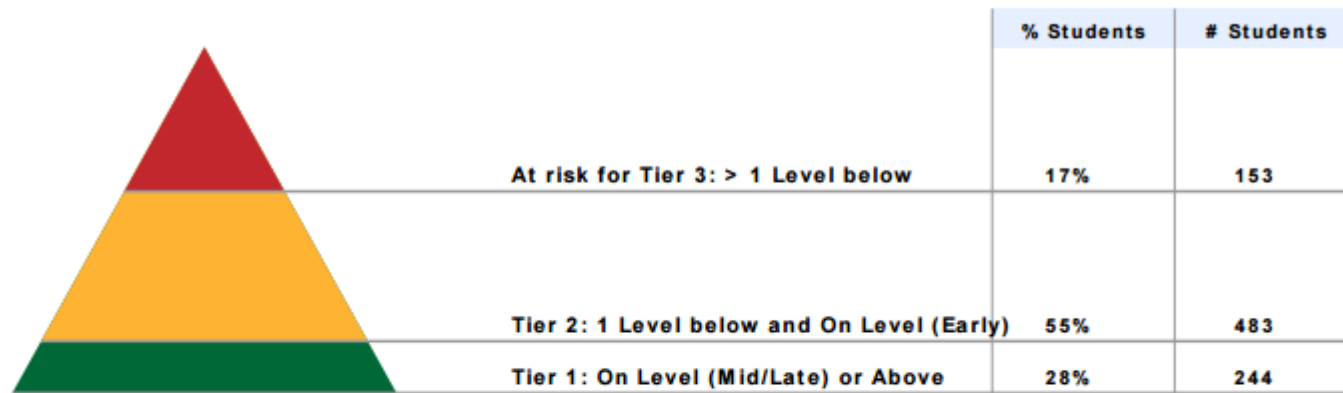 % Students # Students
At risk for Tier 3: > 1 Level below 17% 153
Tier 2: 1 Level below and On Level (Early) 55% 483
Tier 1: On Level (Mid/Late) or Above 28% 244